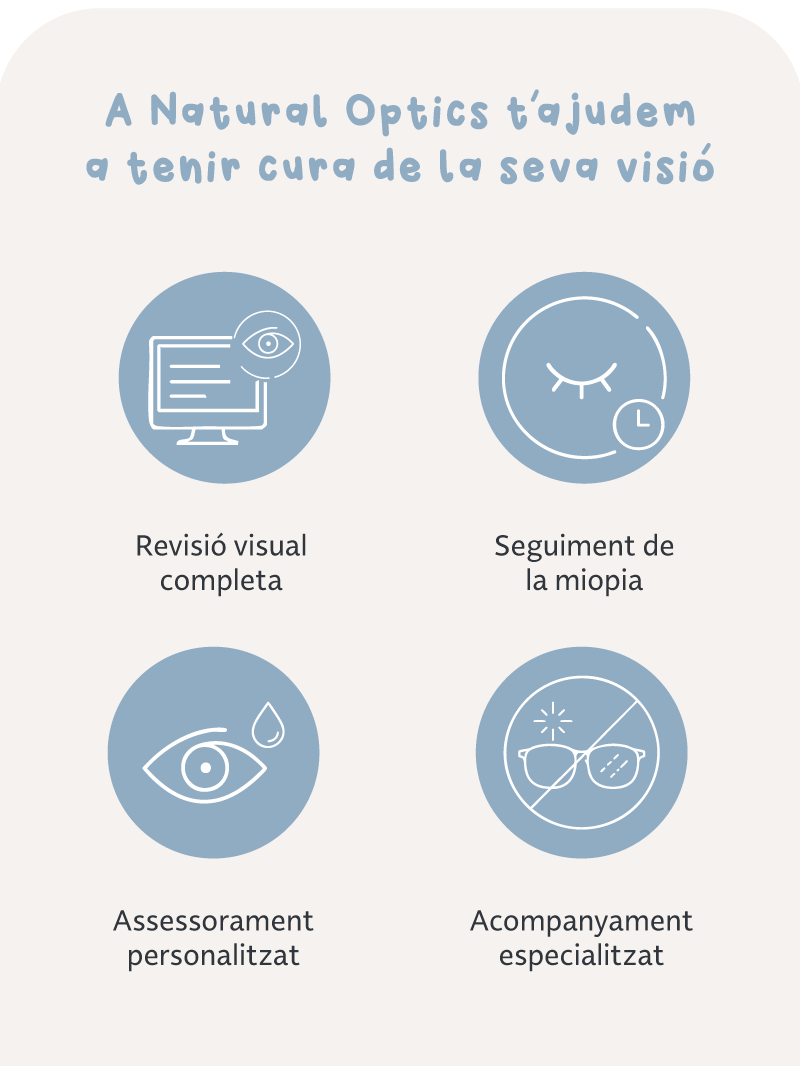 A Natural Optics t'ajudem
a tenir cura de la seva visió
Revisió visual
completa
Seguiment de
la miopia
Assessorament
personalitzat
Acompanyament
especialitzat